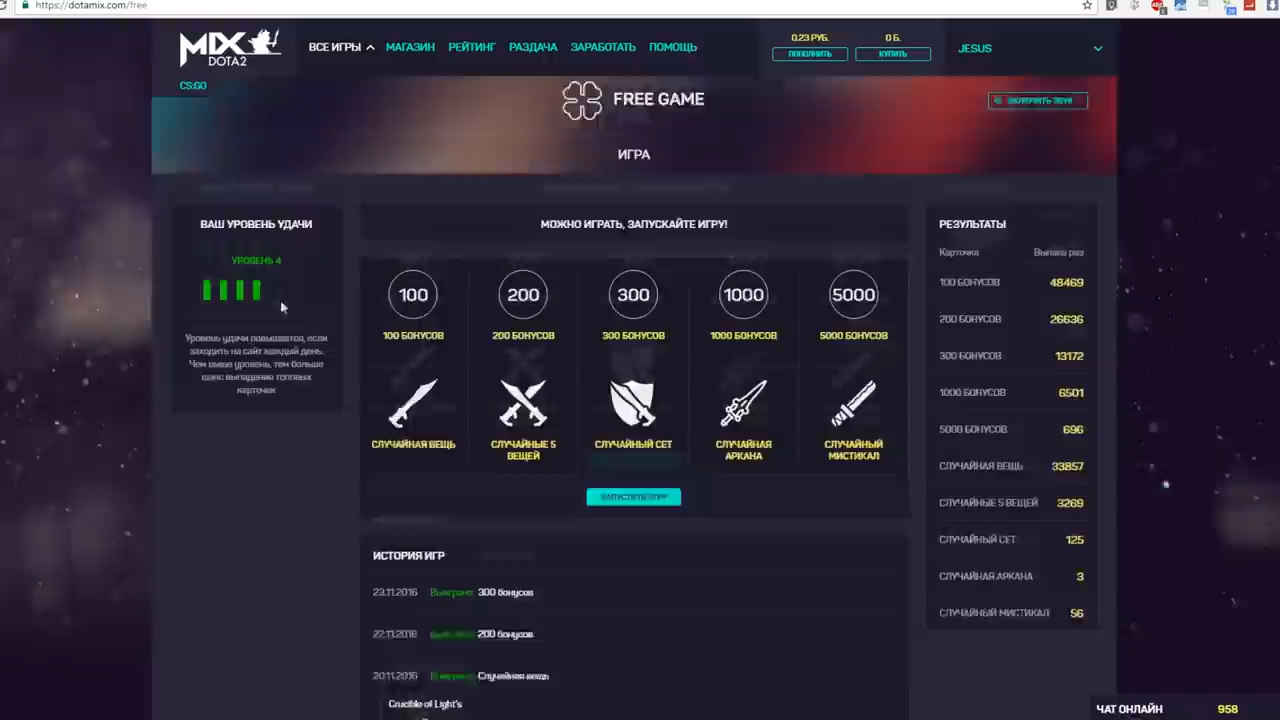 https://dotamix.com/free
MIX
DOTA2
ВСЕ ИГРЫ
МАГАЗИН
РЕЙТИНГ
РАЗДАЧА
ЗАРАБОТАТЬ
ПОМОЩЬ
0.23 РУБ.
ПОПОЛНИТЬ
0 Б.
КУПИТЬ
JESUS
CS:GO
FREE GAME
ИГРА
ВАШ УРОВЕНЬ УДАЧИ
УРОВЕНЬ 4
Уровень удачи повышается, если
заходить на сайт каждый день.
Чем выше уровень, тем больше
шанс выпадения топовых
карточек
МОЖНО ИГРАТЬ, ЗАПУСКАЙТЕ ИГРУ!
100
200
300
1000
5000
100 БОНУСОВ
200 БОНУСОВ
300 БОНУСОВ
1000 БОНУСОВ
5000 БОНУСОВ
СЛУЧАЙНАЯ ВЕЩЬ
СЛУЧАЙНЫЕ 5
ВЕЩЕЙ
СЛУЧАЙНЫЙ СЕТ
СЛУЧАЙНАЯ
АРКАНА
СЛУЧАЙНЫЙ
МИСТИКАЛ
ЗАПУСТИТЬ ИГРУ
ИСТОРИЯ ИГР
23.11.2016 Выиграно: 300 бонусов
22.11.2016 200 бонусов
20.11.2016 Выиграно: Случайная вещь
Crucible of Light's
РЕЗУЛЬТАТЫ
Карточка Выпала раз
100 БОНУСОВ 48469
200 БОНУСОВ 26636
300 БОНУСОВ 13172
1000 БОНУСОВ 6501
5000 БОНУСОВ 696
СЛУЧАЙНАЯ ВЕЩЬ 33857
СЛУЧАЙНЫЕ 5 ВЕЩЕЙ 3269
СЛУЧАЙНЫЙ СЕТ 125
СЛУЧАЙНАЯ АРКАНА 3
СЛУЧАЙНЫЙ МИСТИКАЛ 56
ЧАТ ОНЛАЙН 958